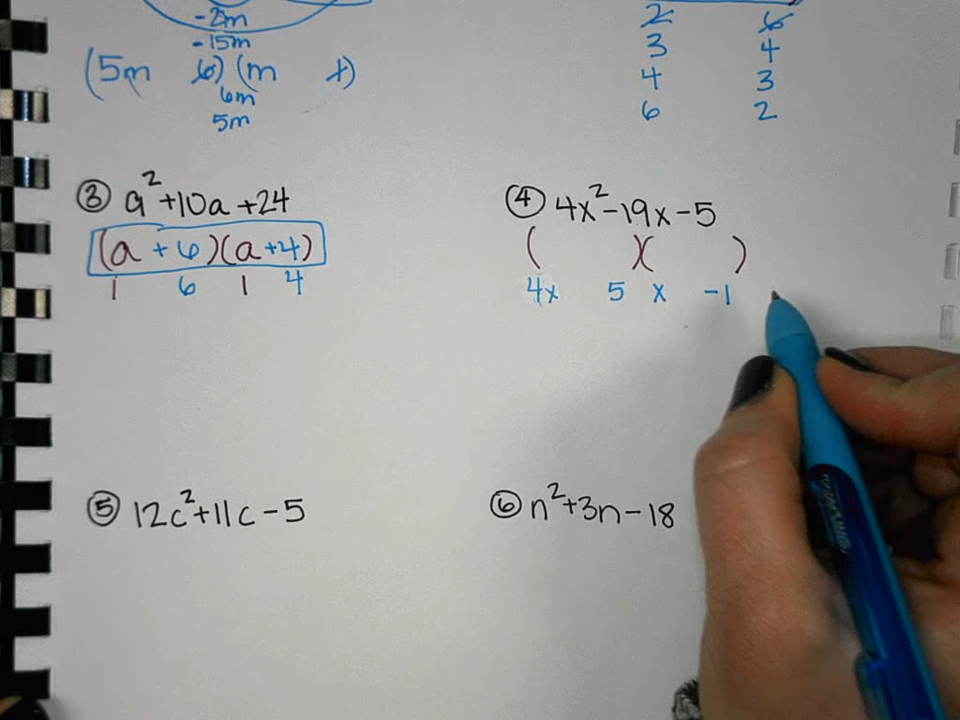 -2m
-15m
(5m 6)(m 1)
6m
5m
2 6
3 4
4 3
6 2
③ a²+10a+24
(a + 6)(a + 4)
1 6 1 4
④ 4x²-19x-5
( )( )
4x 5 x -1
⑤ 12c²+11c-5
⑥ n²+3n-18